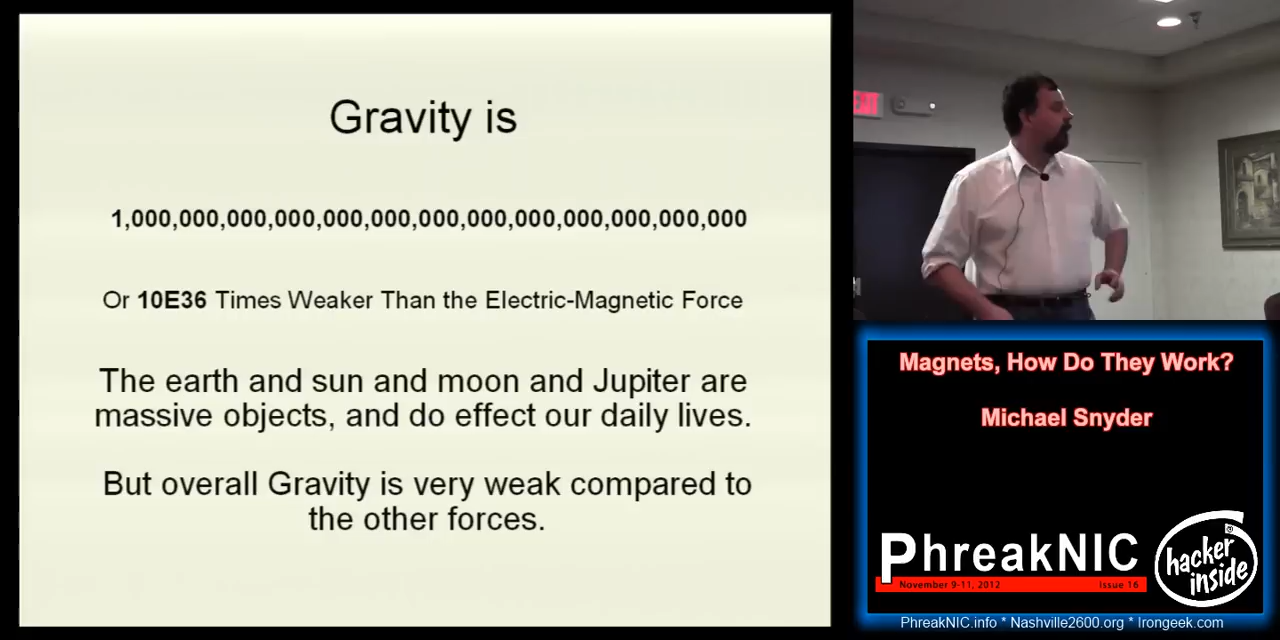 Gravity is
1,000,000,000,000,000,000,000,000,000,000,000,000,000
Or 10E36 Times Weaker Than the Electric-Magnetic Force
The earth and sun and moon and Jupiter are
massive objects, and do effect our daily lives.
But overall Gravity is very weak compared to
the other forces.
EXIT
Magnets, How Do They Work?
Michael Snyder
PhreakNIC
November 9-11, 2012 Issue 16
hacker
inside
PhreakNIC.info * Nashville2600.org * Irongeek.com